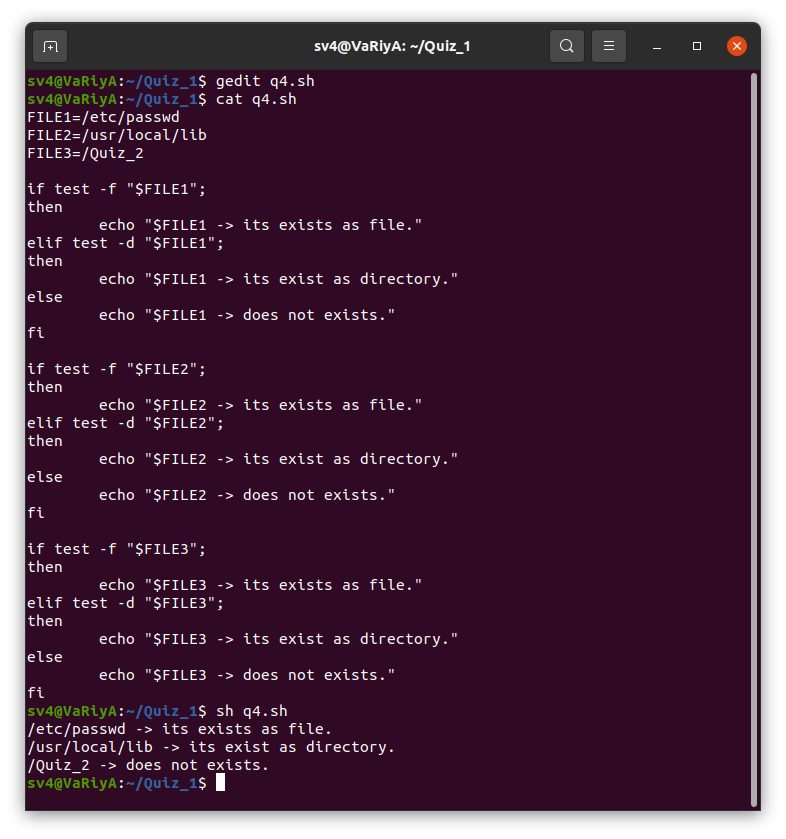 sv4@VaRiyA: ~/Quiz_1
sv4@VaRiyA:~/Quiz_1$ gedit q4.sh
sv4@VaRiyA:~/Quiz_1$ cat q4.sh
FILE1=/etc/passwd
FILE2=/usr/local/lib
FILE3=/Quiz_2

if test -f "$FILE1";
then
        echo "$FILE1 -> its exists as file."
elif test -d "$FILE1";
then
        echo "$FILE1 -> its exist as directory."
else
        echo "$FILE1 -> does not exists."
fi

if test -f "$FILE2";
then
        echo "$FILE2 -> its exists as file."
elif test -d "$FILE2";
then
        echo "$FILE2 -> its exist as directory."
else
        echo "$FILE2 -> does not exists."
fi

if test -f "$FILE3";
then
        echo "$FILE3 -> its exists as file."
elif test -d "$FILE3";
then
        echo "$FILE3 -> its exist as directory."
else
        echo "$FILE3 -> does not exists."
fi
sv4@VaRiyA:~/Quiz_1$ sh q4.sh
/etc/passwd -> its exists as file.
/usr/local/lib -> its exist as directory.
/Quiz_2 -> does not exists.
sv4@VaRiyA:~/Quiz_1$